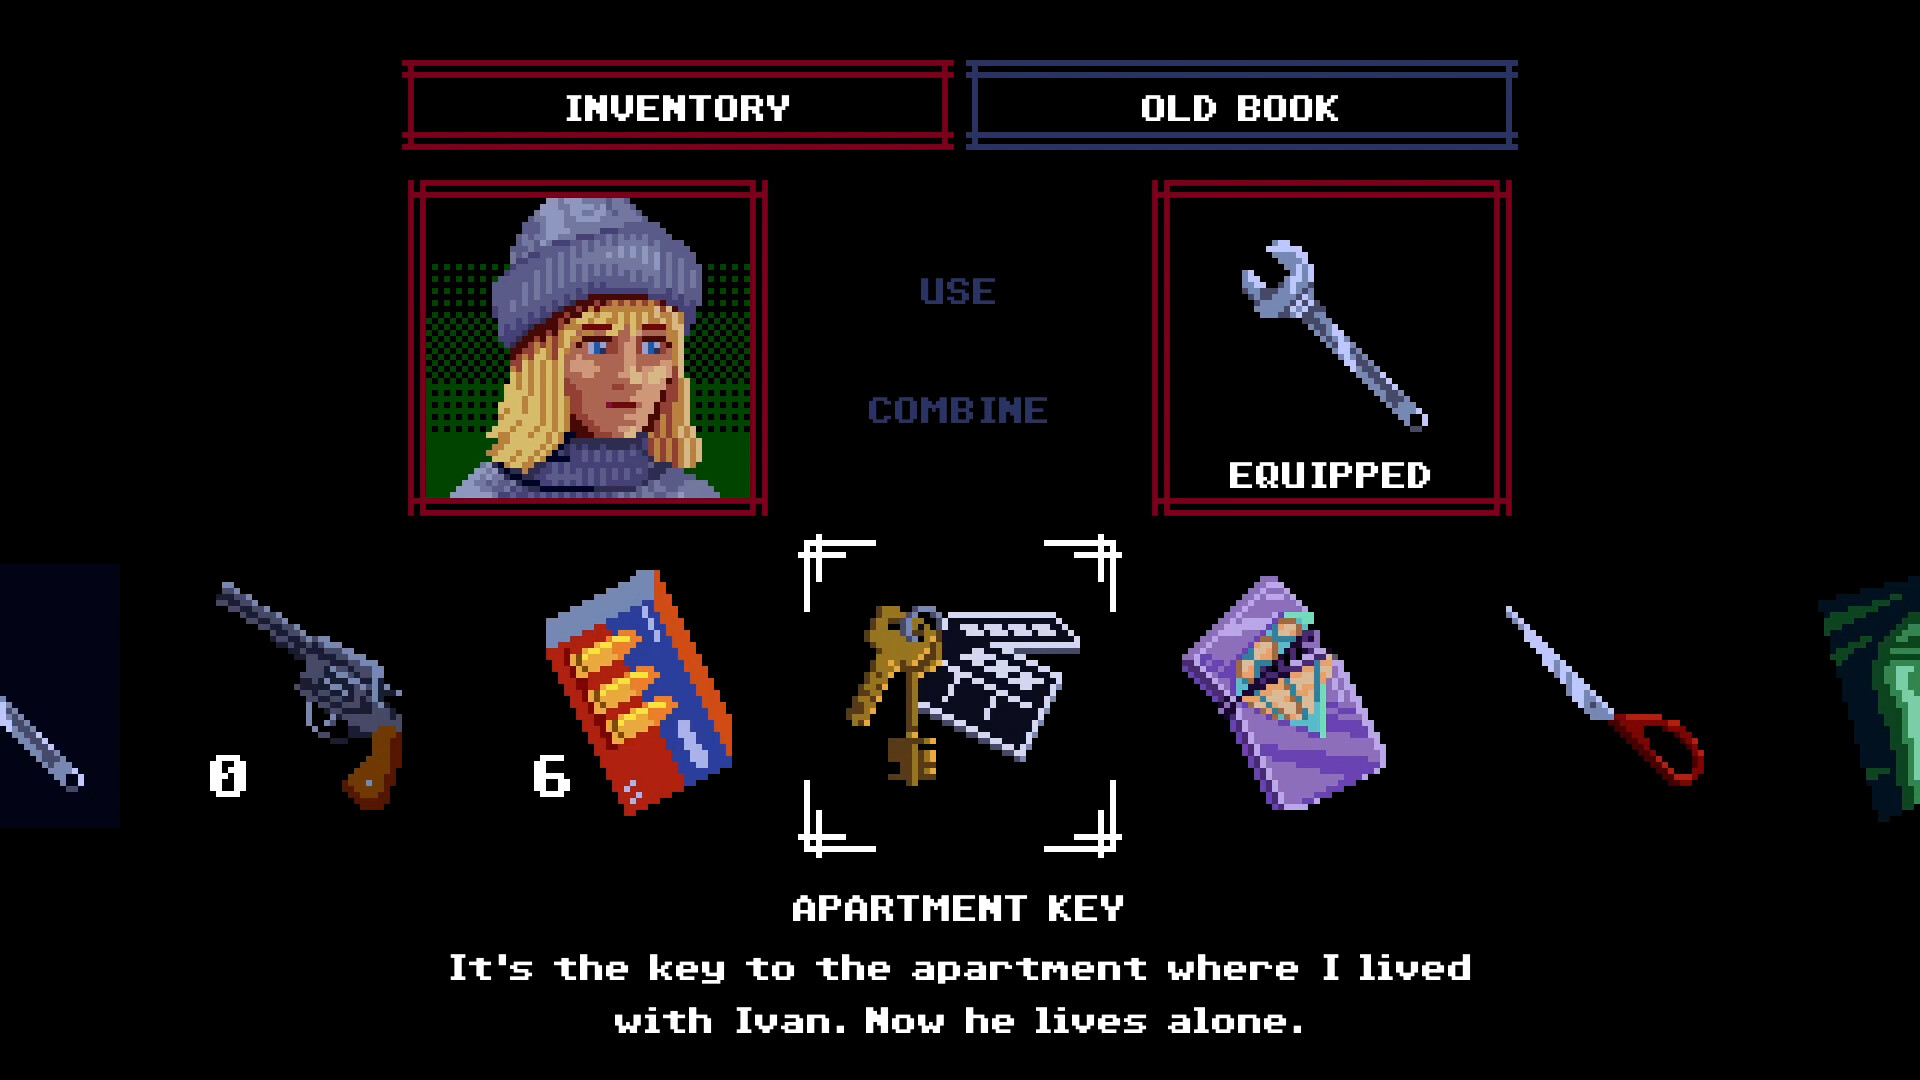 INVENTORY
OLD BOOK
USE
COMBINE
EQUIPPED
0
6
APARTMENT KEY
It's the key to the apartment where I lived
with Ivan. Now he lives alone.